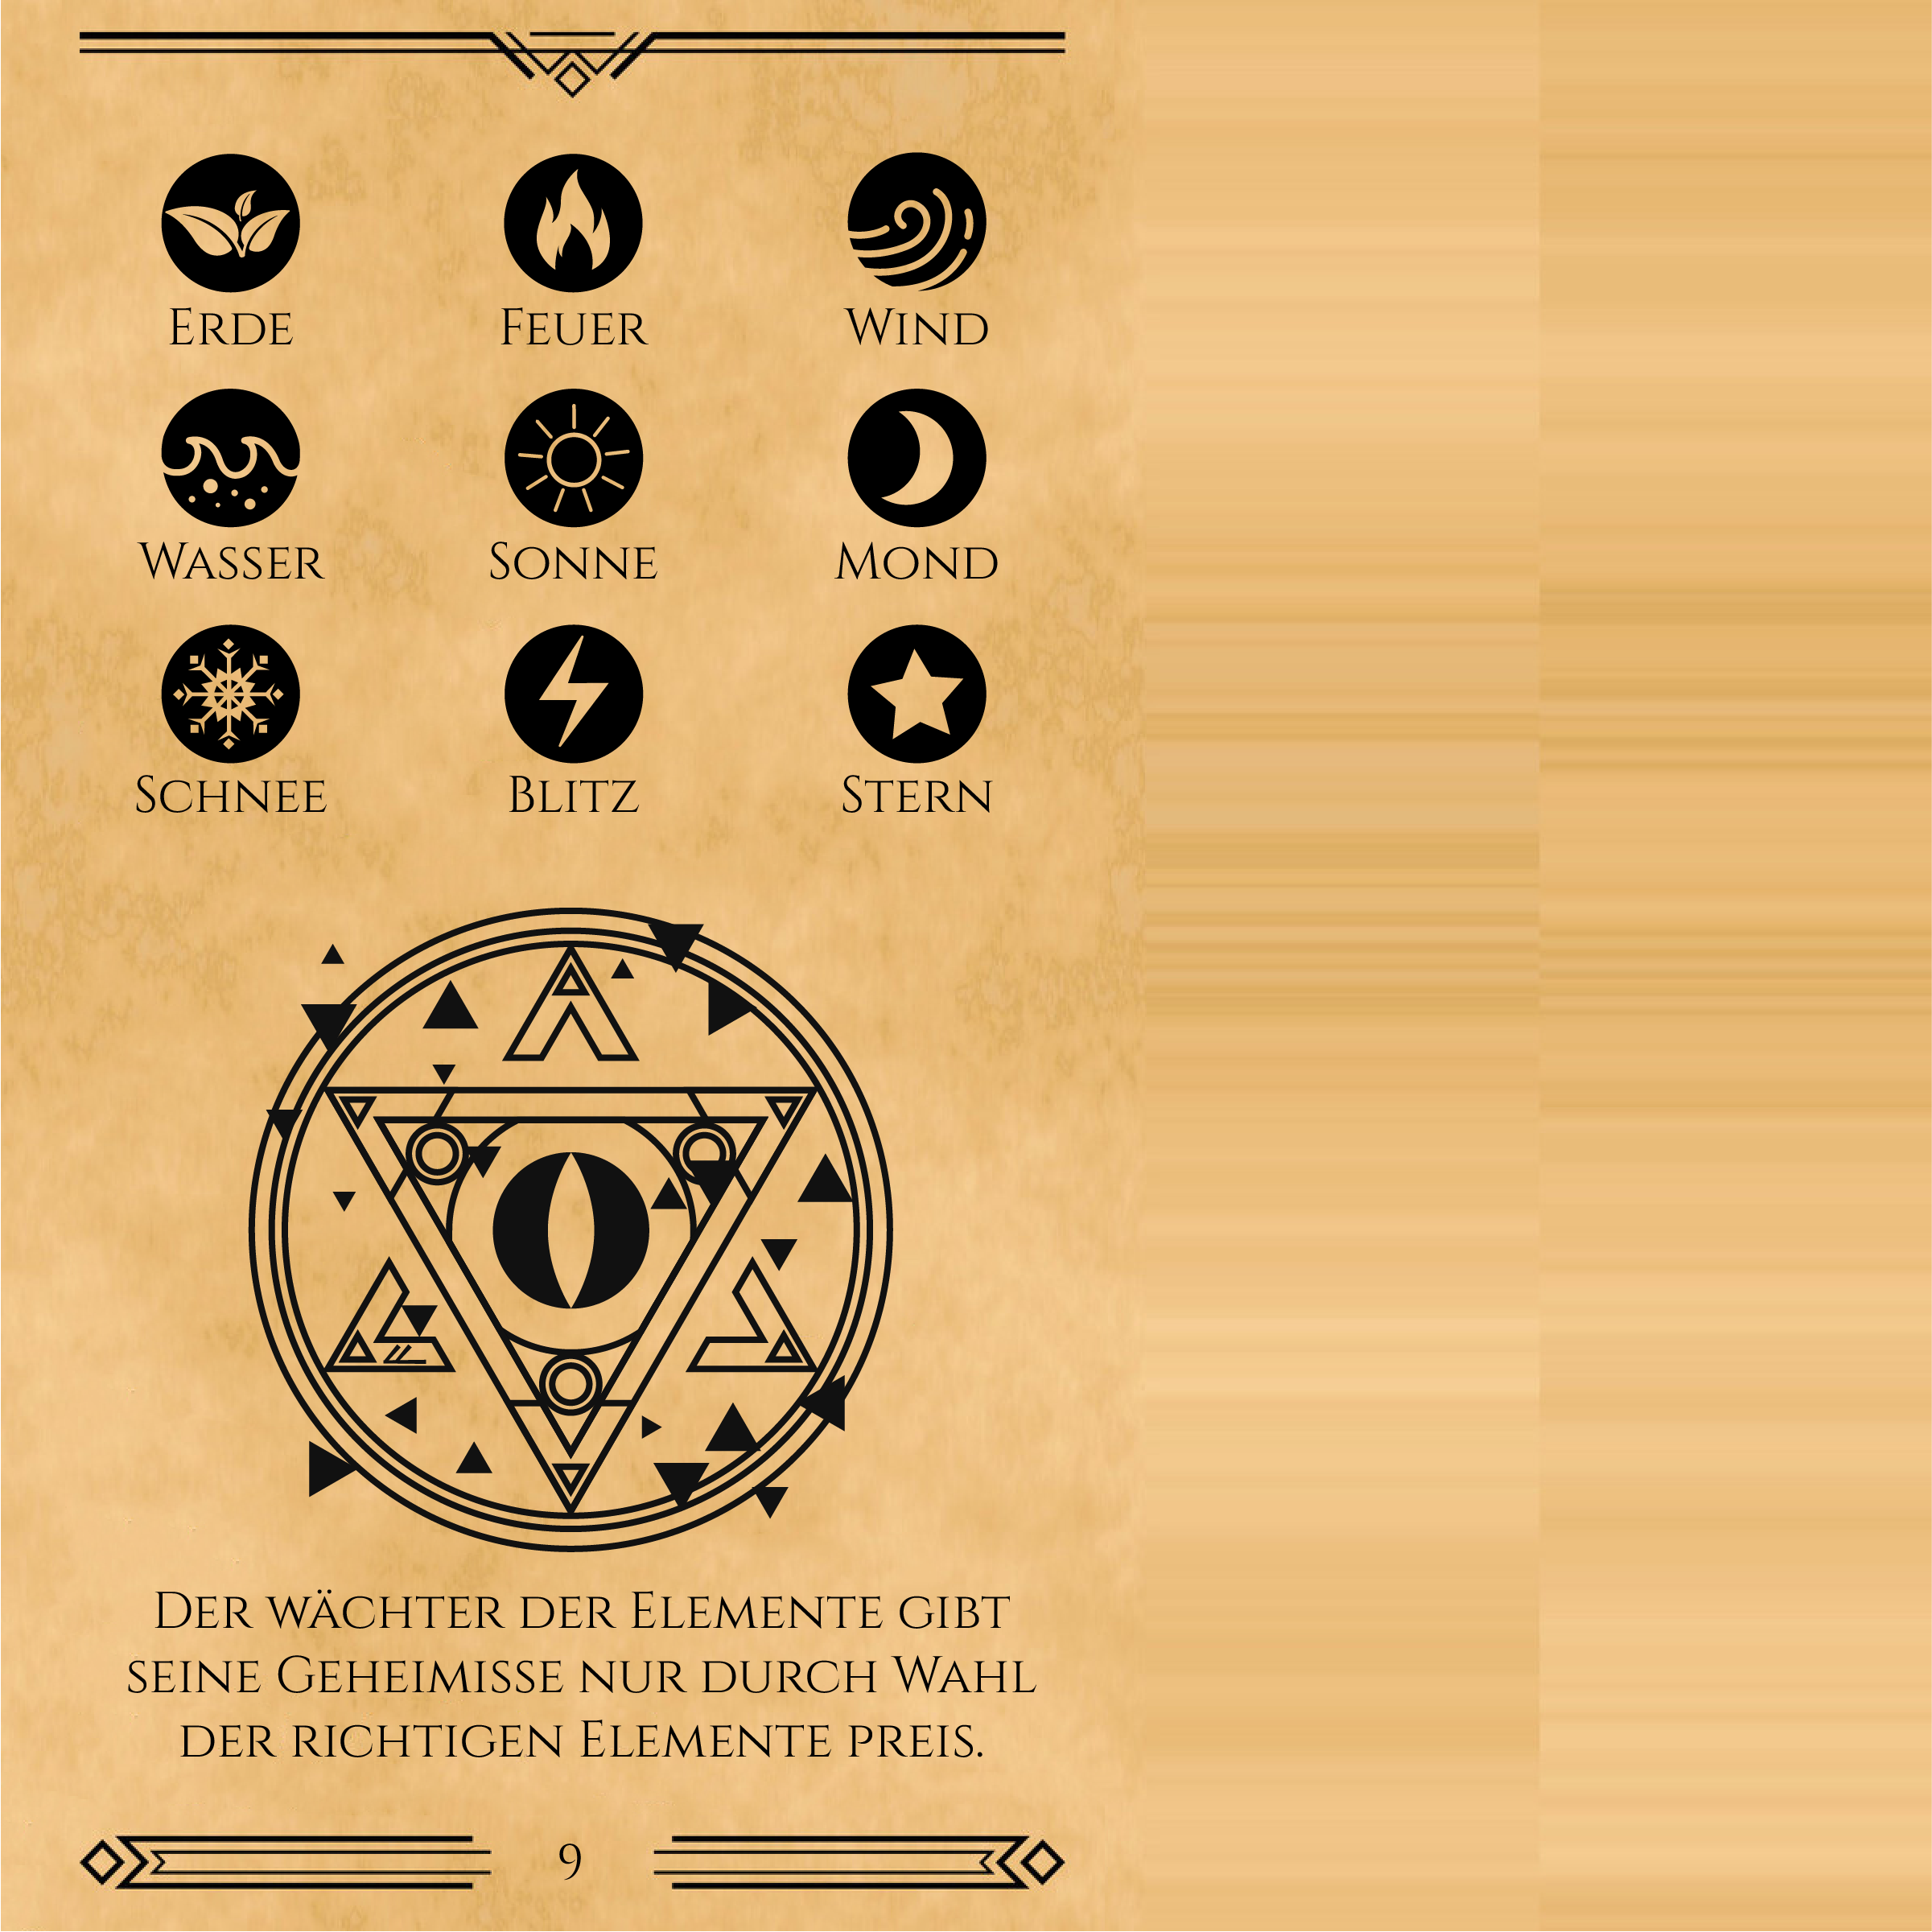 Erde
Feuer
Wind
Wasser
Sonne
Mond
Schnee
Blitz
Stern
Der wächter der Elemente gibt
seine Geheimisse nur durch Wahl
der richtigen Elemente preis.
9